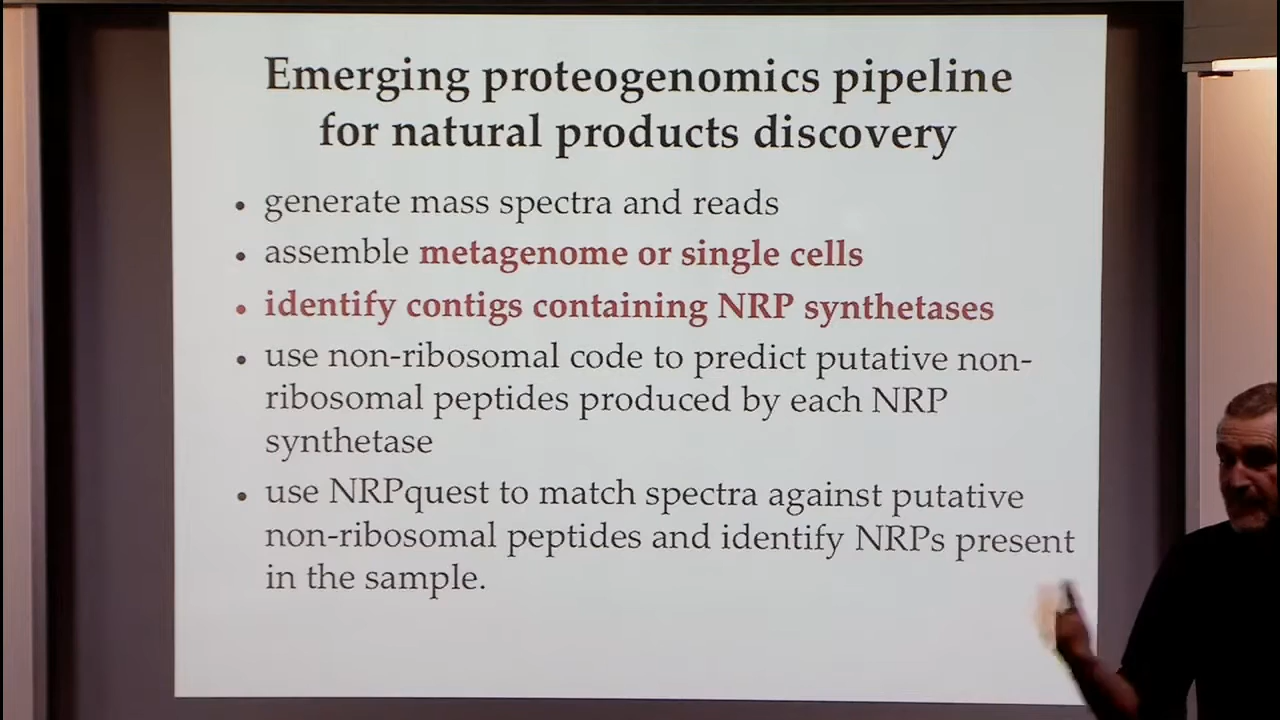 Emerging proteogenomics pipeline
for natural products discovery
• generate mass spectra and reads
• assemble metagenome or single cells
• identify contigs containing NRP synthetases
• use non-ribosomal code to predict putative non-
ribosomal peptides produced by each NRP
synthetase
• use NRPquest to match spectra against putative
non-ribosomal peptides and identify NRPs present
in the sample.